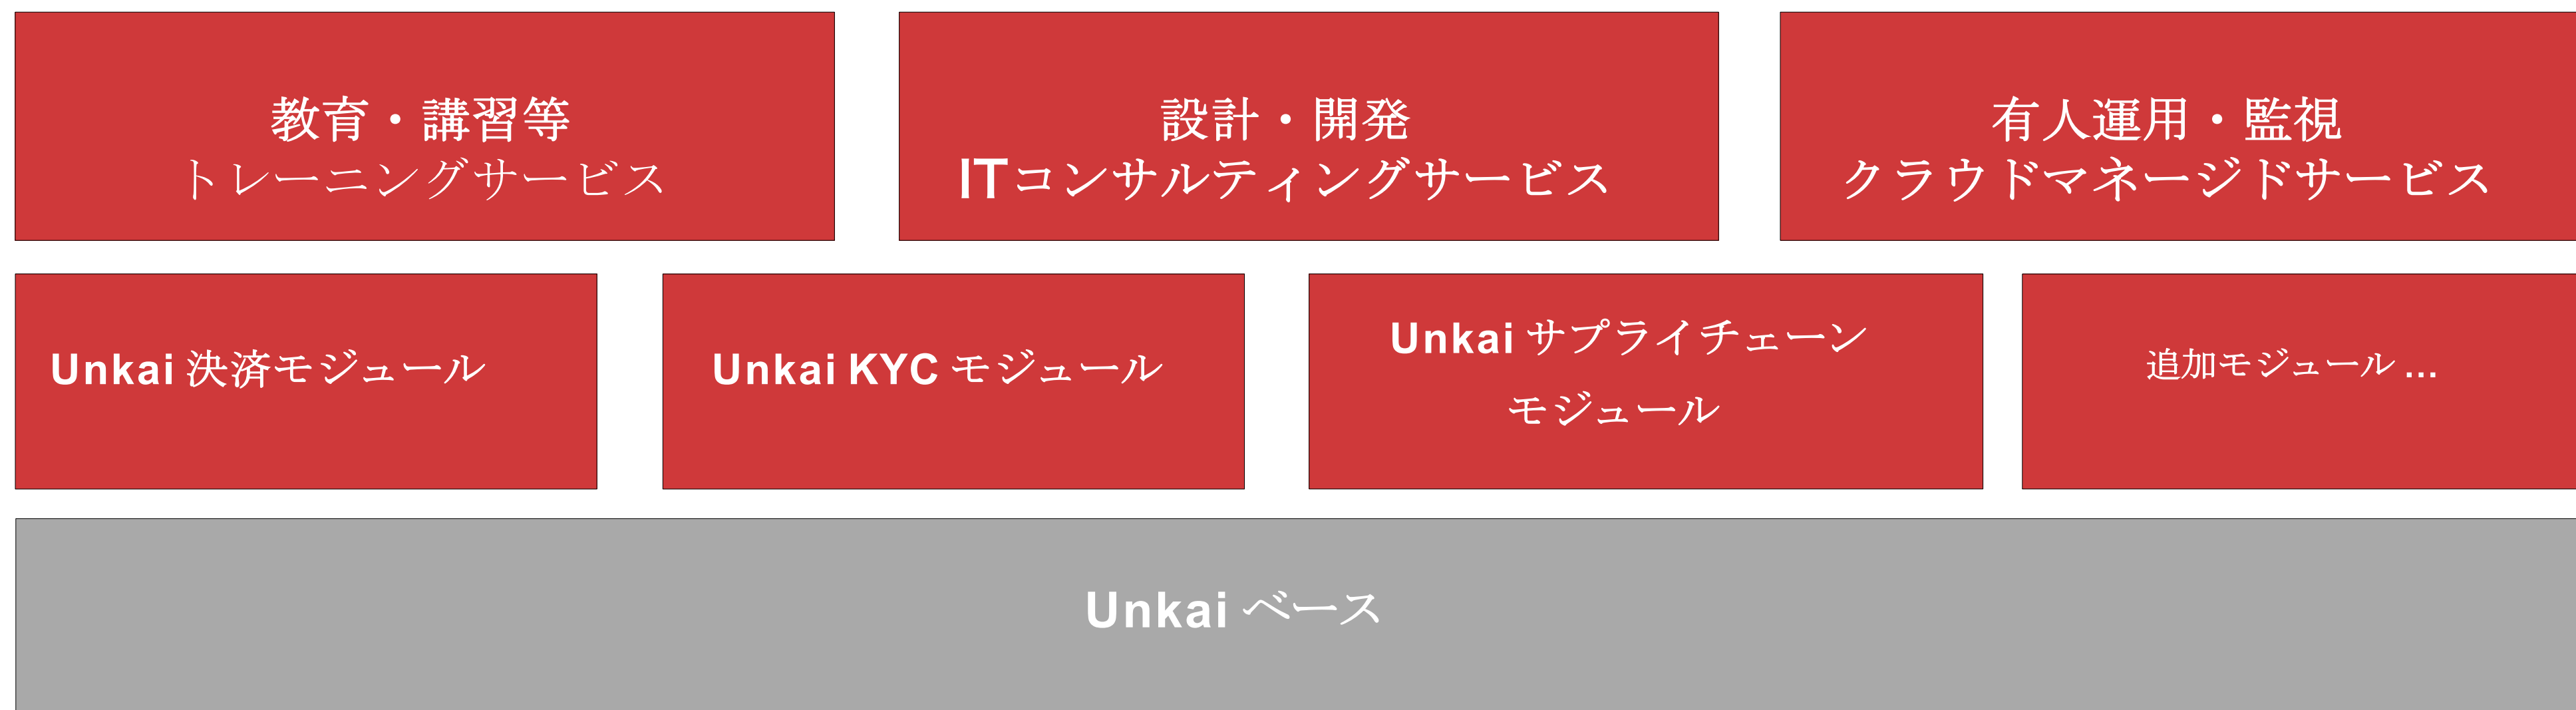 教育・講習等
トレーニングサービス
設計・開発
ITコンサルティングサービス
有人運用・監視
クラウドマネージドサービス
Unkai 決済モジュール
Unkai KYC モジュール
Unkai サプライチェーン
モジュール
追加モジュール ...
Unkai ベース